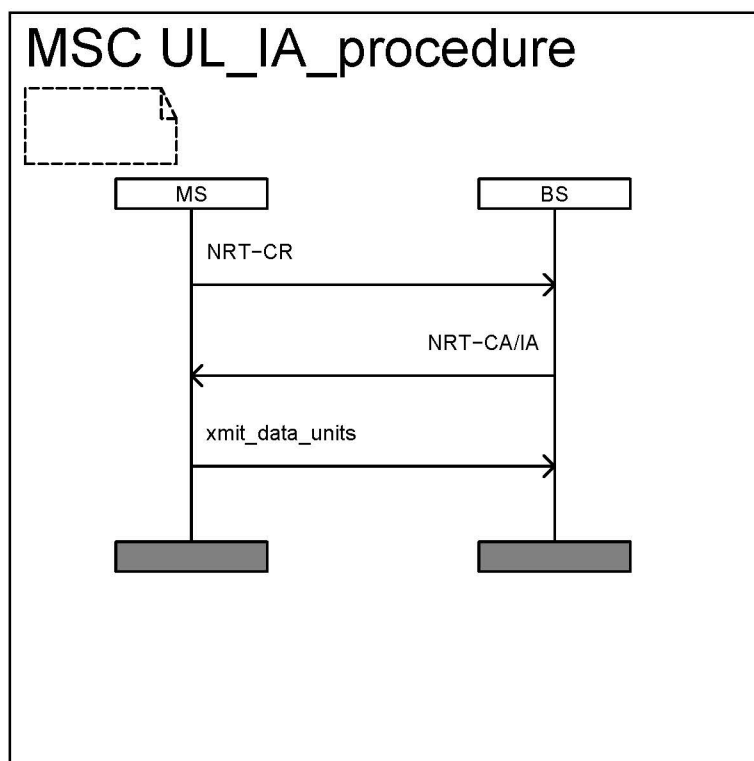 MSC UL_IA_procedure
MS
BS
NRT-CR
NRT-CA/IA
xmit_data_units